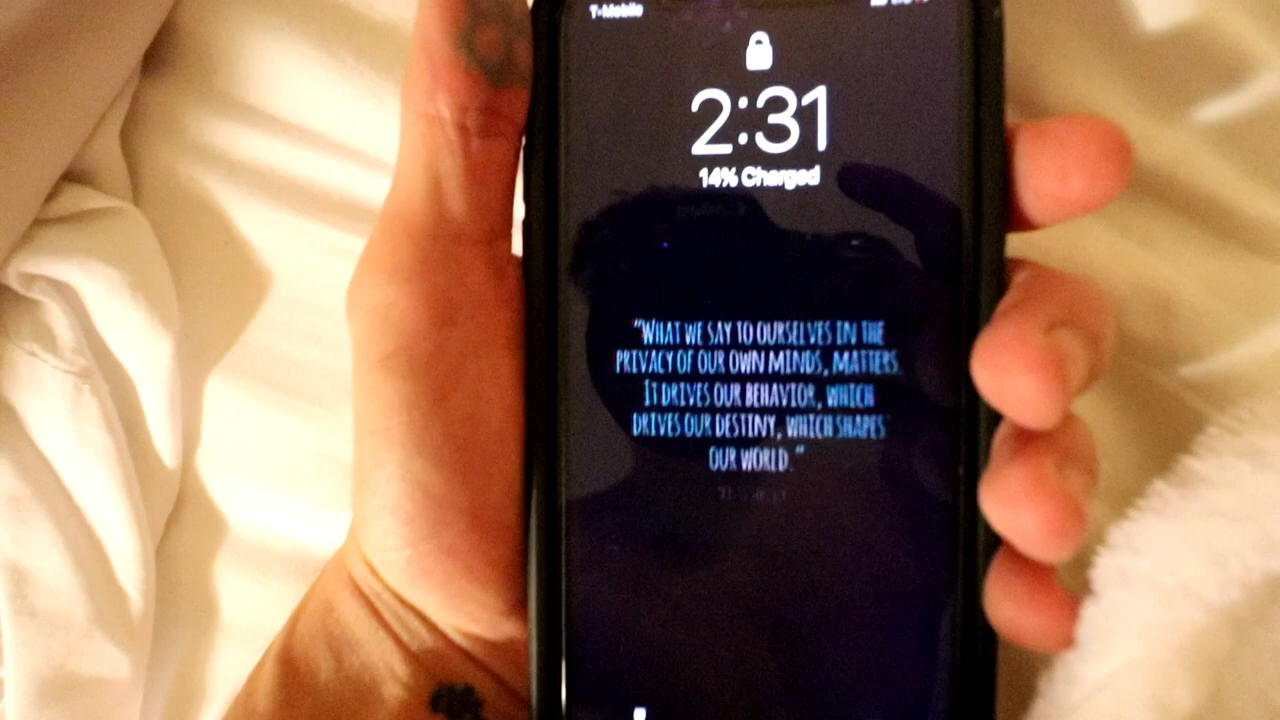 T-Mobile
2:31
14% Charged
"WHAT WE SAY TO OURSELVES IN THE
PRIVACY OF OUR OWN MINDS, MATTERS.
IT DRIVES OUR BEHAVIOR, WHICH
DRIVES OUR DESTINY, WHICH SHAPES
OUR WORLD."